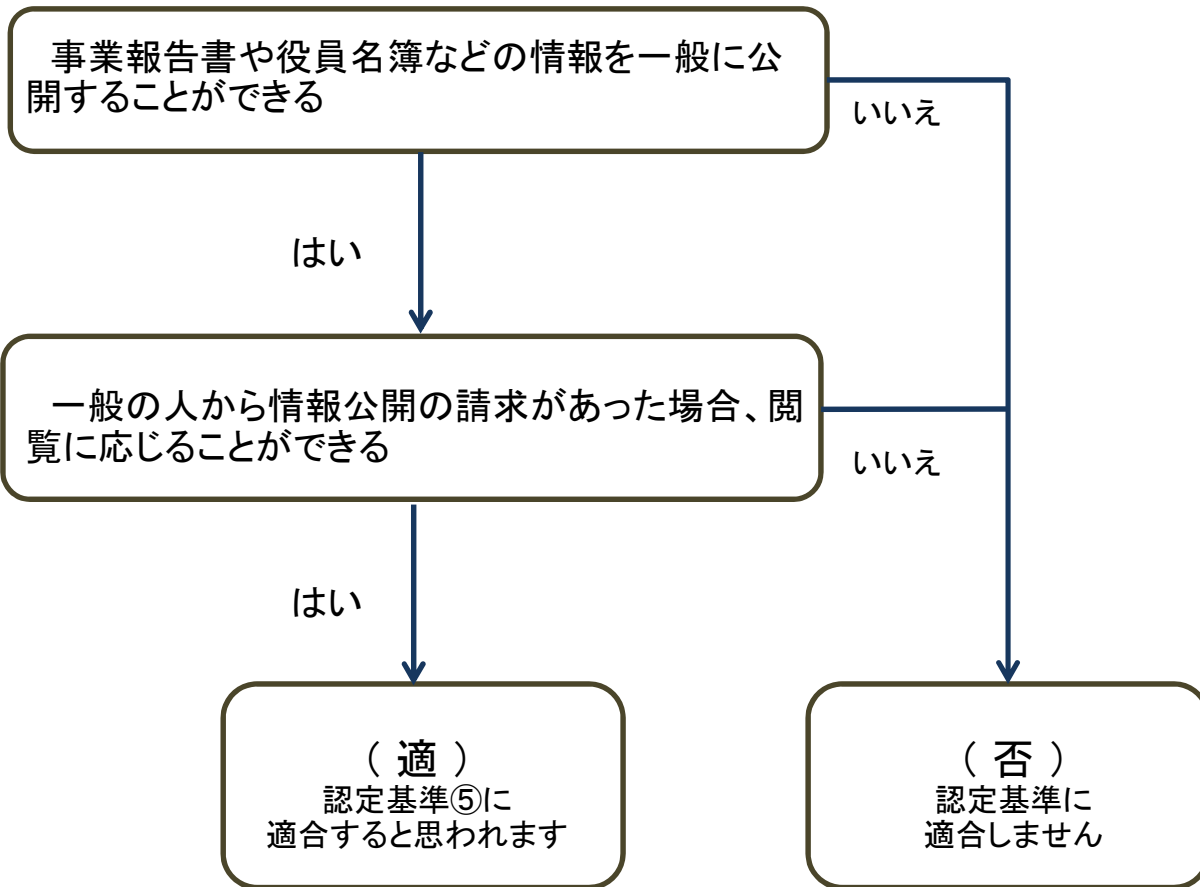 事業報告書や役員名簿などの情報を一般に公
開することができる
いいえ
はい
一般の人から情報公開の請求があった場合、閲
覧に応じることができる
いいえ
はい
（ 適 ）
認定基準⑤に
適合すると思われます
（ 否 ）
認定基準に
適合しません